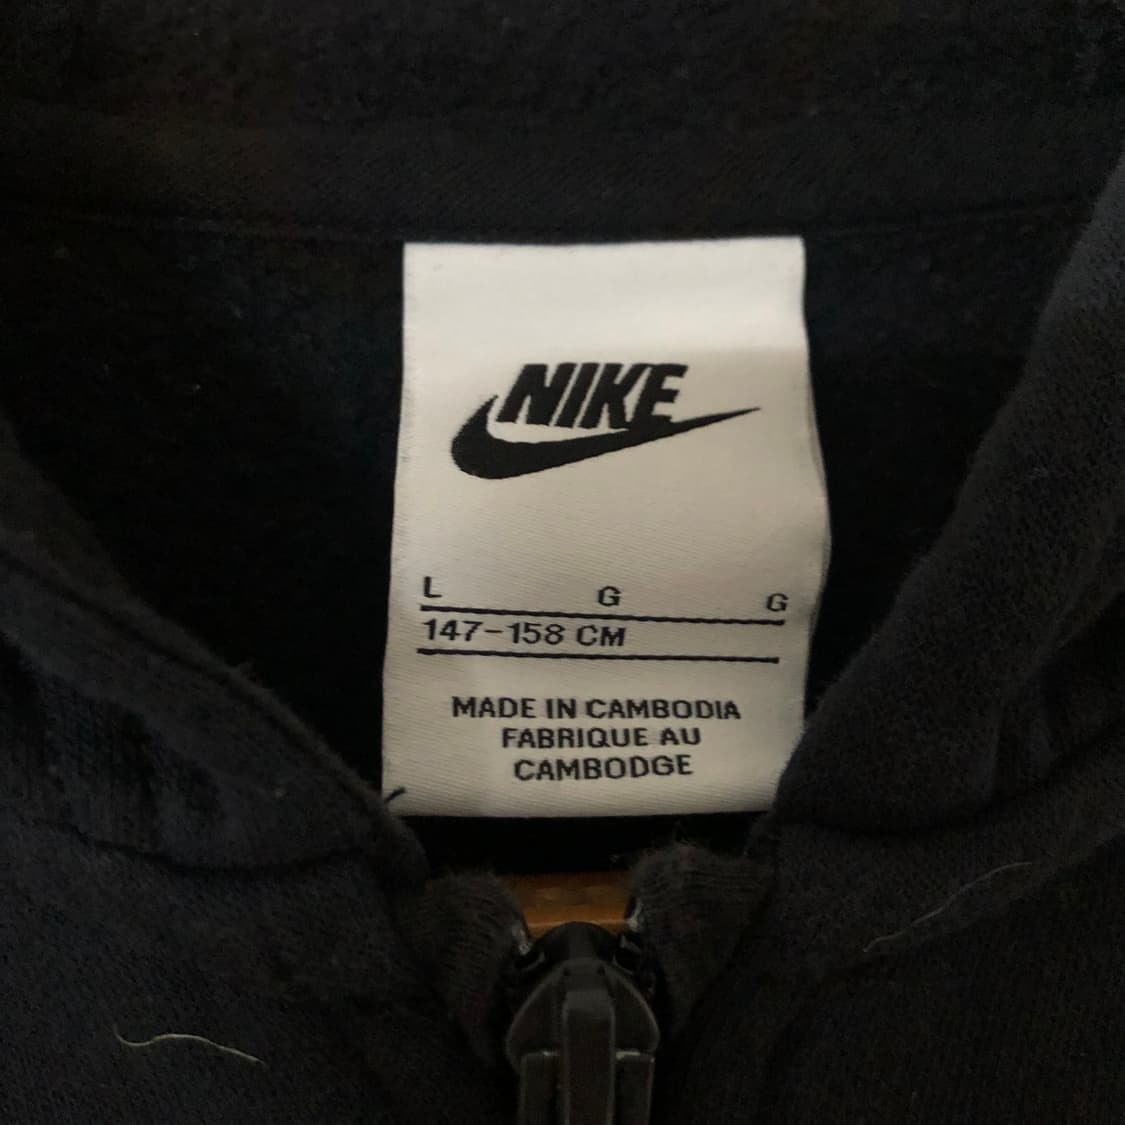 NIKE
L G G
147-158 CM
MADE IN CAMBODIA
FABRIQUE AU
CAMBODGE